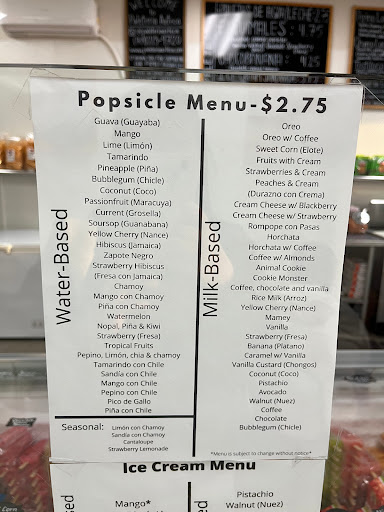 Popsicle Menu-$2.75
Water-Based
Guava (Guayaba)
Mango
Lime (Limón)
Tamarindo
Pineapple (Piña)
Bubblegum (Chicle)
Coconut (Coco)
Passionfruit (Maracuya)
Current (Grosella)
Soursop (Guanabana)
Yellow Cherry (Nance)
Hibiscus (Jamaica)
Zapote Negro
Strawberry Hibiscus
(Fresa con Jamaica)
Chamoy
Mango con Chamoy
Piña con Chamoy
Watermelon
Nopal, Piña & Kiwi
Strawberry (Fresa)
Tropical Fruits
Pepino, Limón, chia & chamoy
Tamarindo con Chile
Sandía con Chile
Mango con Chile
Pepino con Chile
Pico de Gallo
Piña con Chile
Seasonal:
Limón con Chamoy
Sandia con Chamoy
Cantaloupe
Strawberry Lemonade
Milk-Based
Oreo
Oreo w/ Coffee
Sweet Corn (Elote)
Fruits with Cream
Strawberries & Cream
Peaches & Cream
(Durazno con Crema)
Cream Cheese w/ Blackberry
Cream Cheese w/ Strawberry
Rompope con Pasas
Horchata
Horchata w/ Coffee
Coffee w/ Almonds
Animal Cookie
Cookie Monster
Coffee, chocolate and vanilla
Rice Milk (Arroz)
Yellow Cherry (Nance)
Mamey
Vanilla
Strawberry (Fresa)
Banana (Platano)
Caramel w/ Vanilla
Vanilla Custard (Chongos)
Coconut (Coco)
Pistachio
Avocado
Walnut (Nuez)
Coffee
Chocolate
Bubblegum (Chicle)
*Menu is subject to change without notice*
Ice Cream Menu
Mango*
Pistachio
Walnut (Nuez)